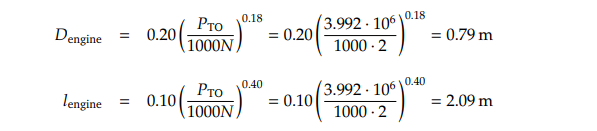 D_engine = 0.20 (P_TO / 1000N)^0.18 = 0.20 (3.992 · 10^6 / 1000 · 2)^0.18 = 0.79 m
l_engine = 0.10 (P_TO / 1000N)^0.40 = 0.10 (3.992 · 10^6 / 1000 · 2)^0.40 = 2.09 m